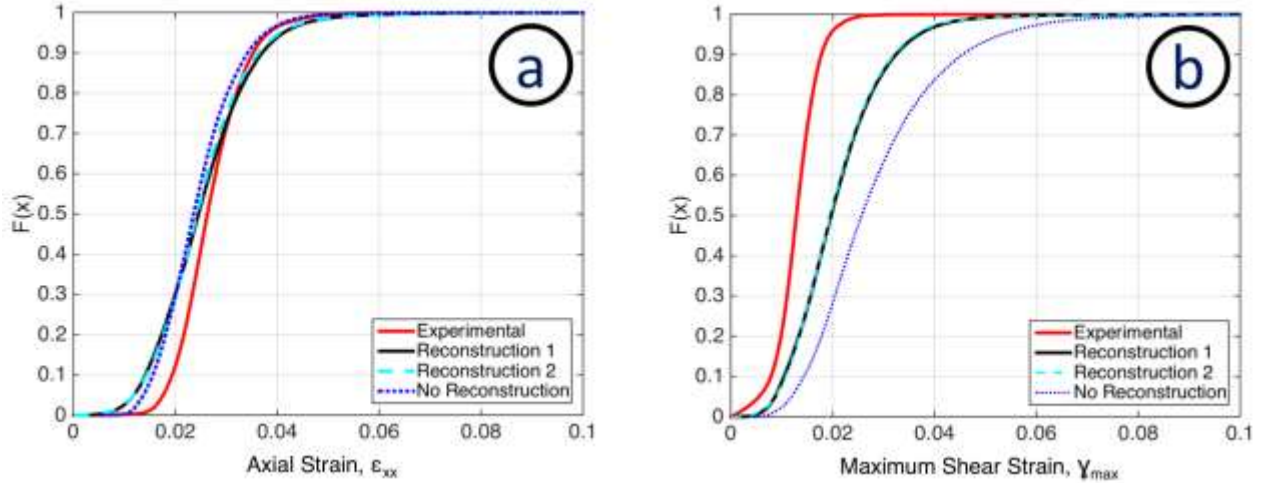 a
F(x)
1
0.9
0.8
0.7
0.6
0.5
0.4
0.3
0.2
0.1
0
0
0.02
0.04
0.06
0.08
0.1
Axial Strain, εxx
Experimental
Reconstruction 1
Reconstruction 2
No Reconstruction
b
F(x)
1
0.9
0.8
0.7
0.6
0.5
0.4
0.3
0.2
0.1
0
0
0.02
0.04
0.06
0.08
0.1
Maximum Shear Strain, γmax
Experimental
Reconstruction 1
Reconstruction 2
No Reconstruction